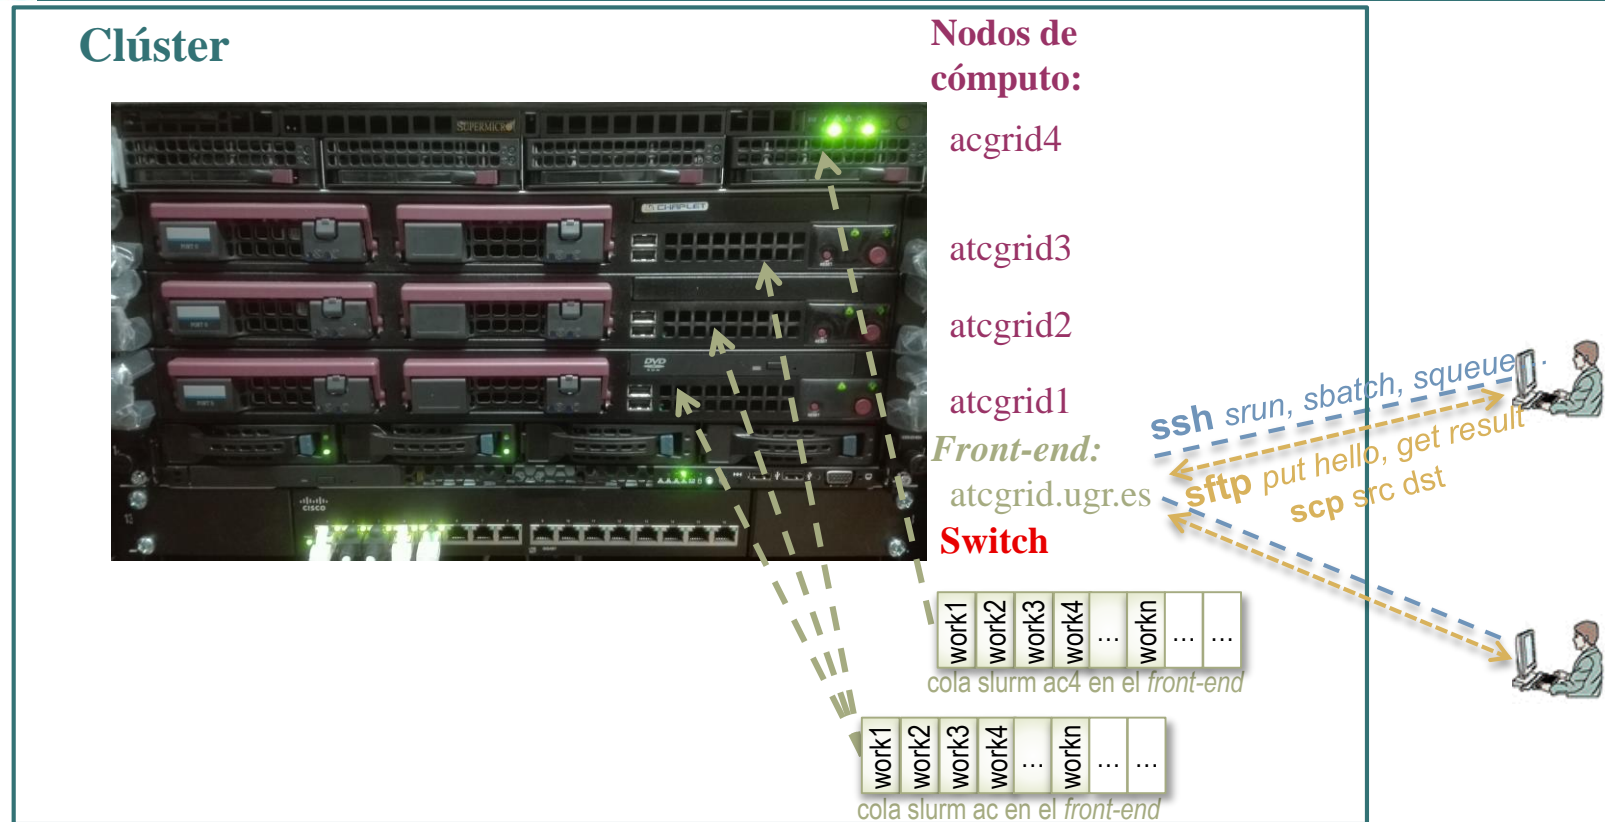 Clúster
Nodos de
cómputo:
acgrid4
atcgrid3
atcgrid2
atcgrid1
Front-end:
atcgrid.ugr.es
Switch
SUPERMICRO
CHAPLET
DVD
CISCO
ssh srun, sbatch, squeue…
sftp put hello, get result
scp src dst
work1 work2 work3 work4 … workn … …
cola slurm ac4 en el front-end
work1 work2 work3 work4 … workn … …
cola slurm ac en el front-end